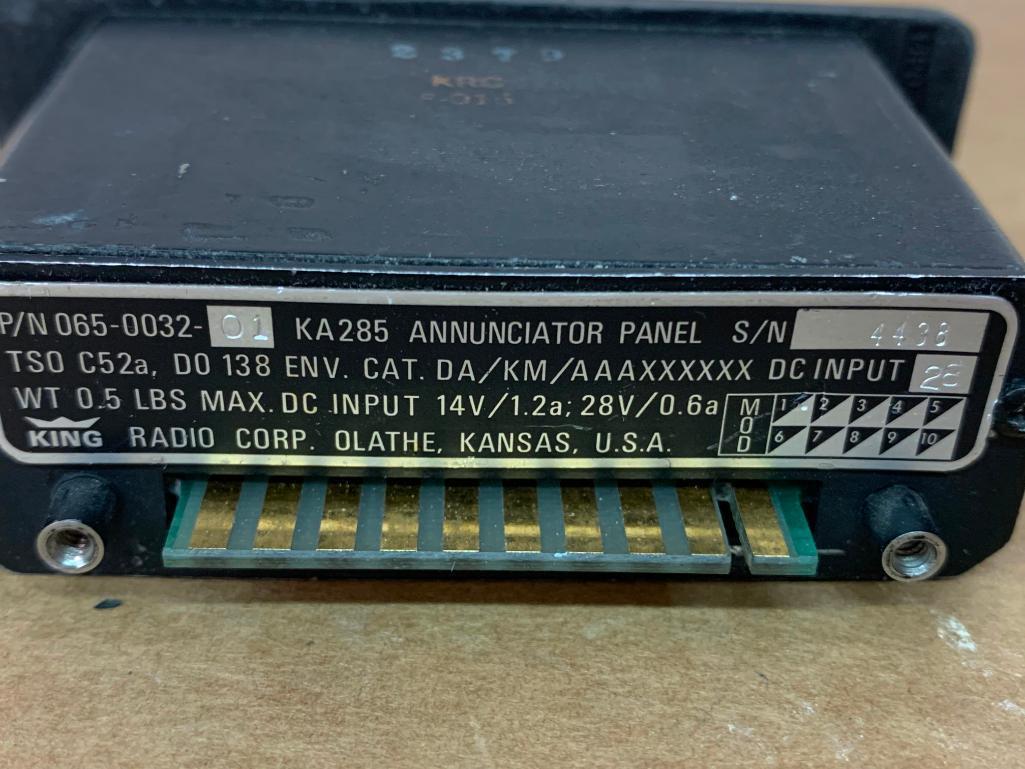 2379
KRC
P/N 065-0032-01 KA285 ANNUNCIATOR PANEL S/N 4438
TSO C52a, DO 138 ENV. CAT. DA/KM/AAAXXXXXX DC INPUT 28
WT 0.5 LBS MAX. DC INPUT 14V/1.2a; 28V/0.6a MOD 1 2 3 4 5
KING RADIO CORP. OLATHE, KANSAS, U.S.A. 6 7 8 9 10